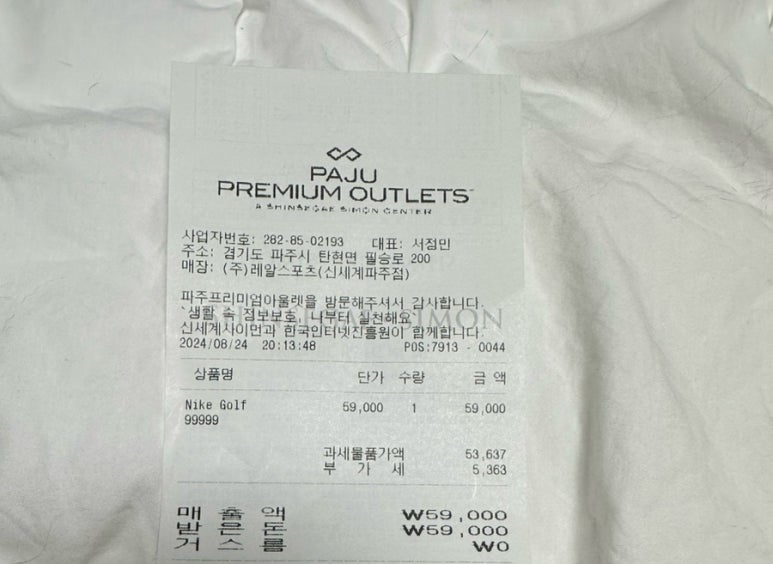 PAJU
PREMIUM OUTLETS
A SHINSEGAE SIMON CENTER
사업자번호: 282-85-02193 대표: 서정민
주소: 경기도 파주시 탄현면 필승로 200
매장: (주)레알스포츠(신세계파주점)
파주프리미엄아울렛을 방문해주셔서 감사합니다.
`생활 속 정보보호, 나부터 실천해요
신세계사이먼과 한국인터넷진흥원이 함께합니다.
2024/08/24 20:13:48 POS:7913 - 0044
상품명 단가 수량 금 액
Nike Golf 59,000 1 59,000
99999
과세물품가액 53,637
부 가 세 5,363
매 출 액 ₩59,000
받 은 돈 ₩59,000
거 스 름 ₩0